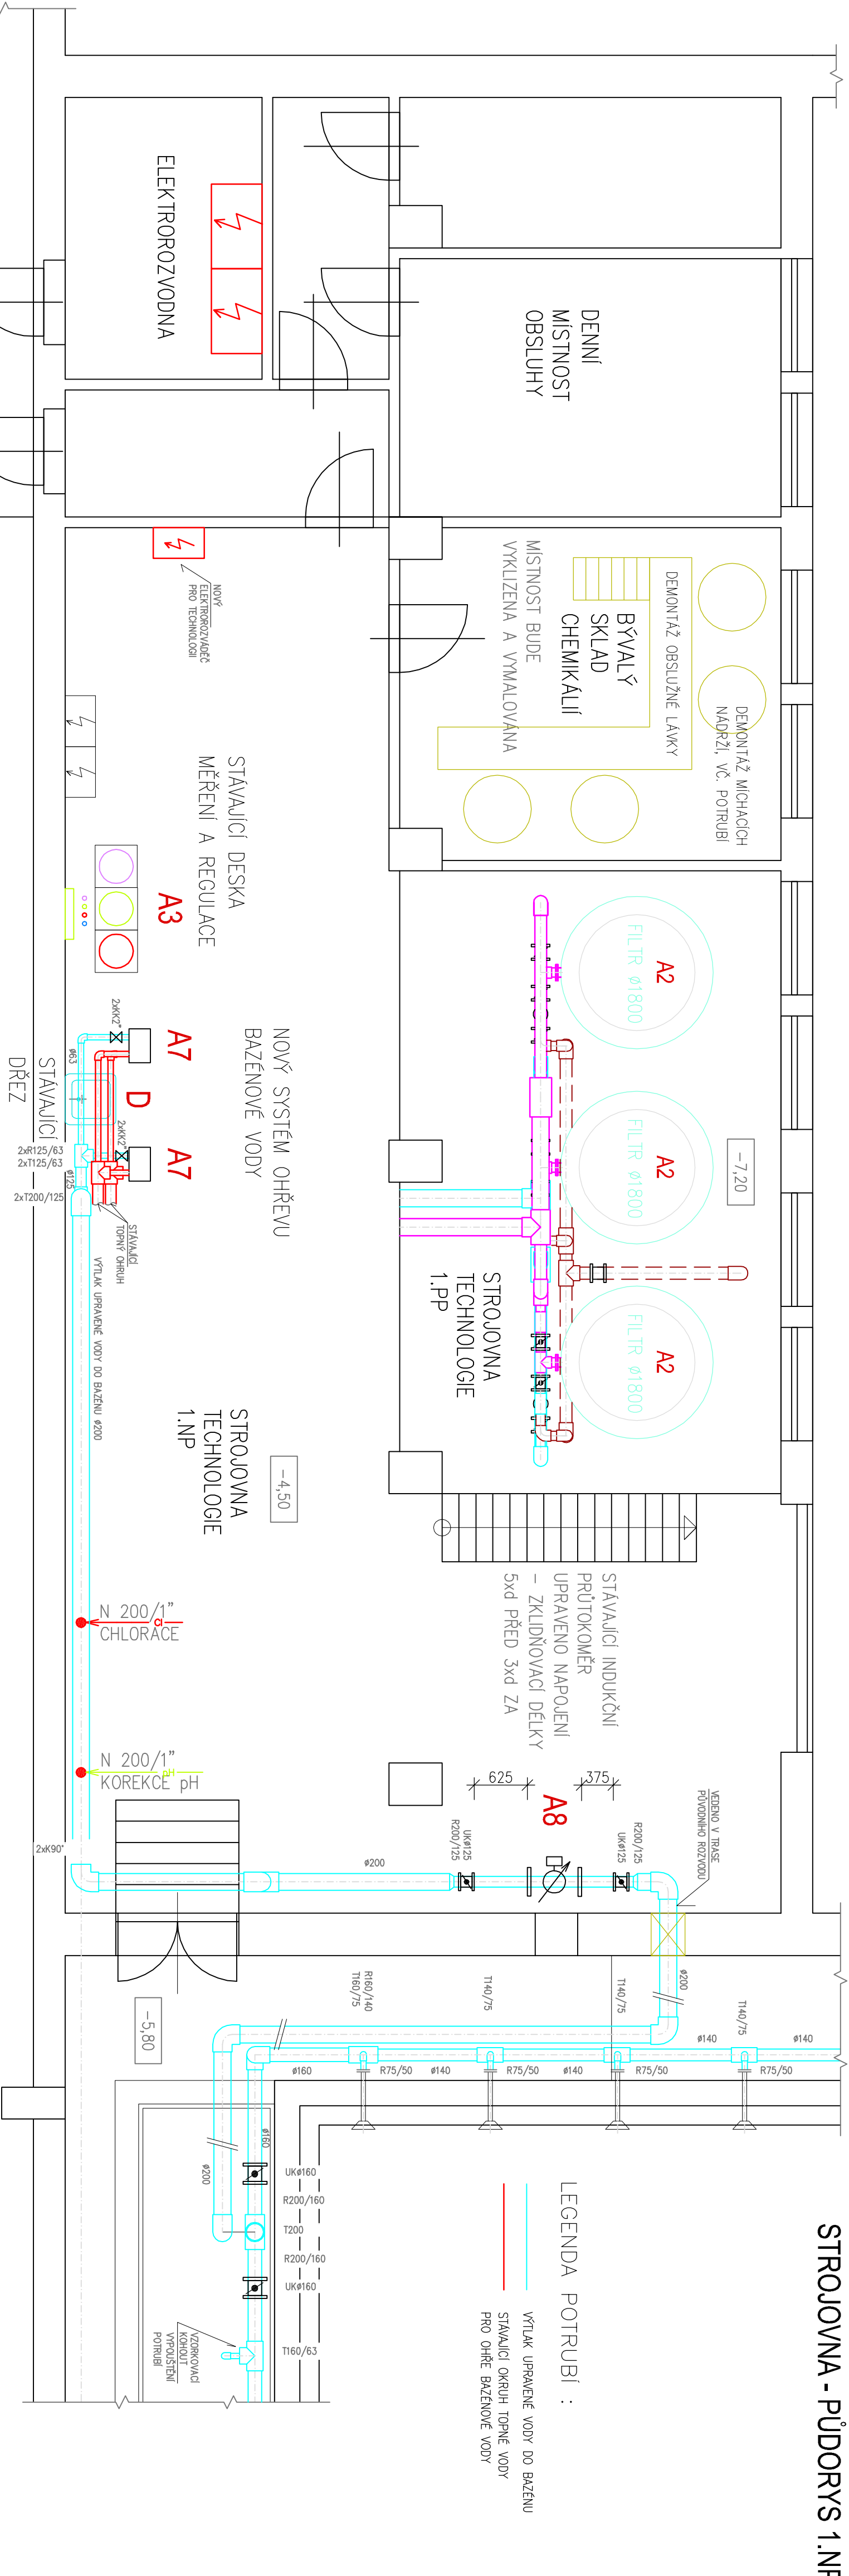 STROJOVNA - PŮDORYS 1.NP
DENNÍ
MÍSTNOST
OBSLUHY
ELEKTROROZVODNA
DEMONTÁŽ MÍCHACÍCH
NÁDRŽÍ, VČ. POTRUBÍ
DEMONTÁŽ OBSLUŽNÉ LÁVKY
BÝVALÝ
SKLAD
CHEMIKÁLIÍ
MÍSTNOST BUDE
VYKLIZENA A VYMALOVÁNA
NOVÝ
ELEKTROROZVÁDĚČ
PRO TECHNOLOGII
STÁVAJÍCÍ DESKA
MĚŘENÍ A REGULACE
A3
FILTR ø1800
A2
FILTR ø1800
A2
FILTR ø1800
A2
-7,20
STROJOVNA
TECHNOLOGIE
1.PP
NOVÝ SYSTÉM OHŘEVU
BAZÉNOVÉ VODY
A7
D
A7
2xKK2"
2xKK2"
ø63
STÁVAJÍCÍ
DŘEZ
2xR125/63
2xT125/63
ø125
2xT200/125
STÁVAJÍCÍ
TOPNÝ OHRUH
VÝTLAK UPRAVENÉ VODY DO BAZÉNU ø200
STROJOVNA
TECHNOLOGIE
1.NP
-4,50
STÁVAJÍCÍ INDUKČNÍ
PRŮTOKOMĚR
UPRAVENO NAPOJENÍ
- ZKLIDŇOVACÍ DÉLKY
5xd PŘED 3xd ZA
N 200/1"
CHLORACE
Cl
N 200/1"
KOREKCE pH
pH
625
375
A8
VEDENO V TRASE
PŮVODNÍHO ROZVODU
UKø125
R200/125
R200/125
UKø125
2xK90°
ø200
ø200
-5,80
R160/140
T160/75
T140/75
T140/75
T140/75
ø160
R75/50
ø140
R75/50
ø140
R75/50
ø140
R75/50
ø140
ø160
ø200
UKø160
R200/160
T200
R200/160
UKø160
T160/63
VZORKOVACÍ
KOHOUT
VYPOUŠTĚNÍ
POTRUBÍ
LEGENDA POTRUBÍ :
VÝTLAK UPRAVENÉ VODY DO BAZÉNU
STÁVAJÍCÍ OKRUH TOPNÉ VODY
PRO OHŘE BAZÉNOVÉ VODY